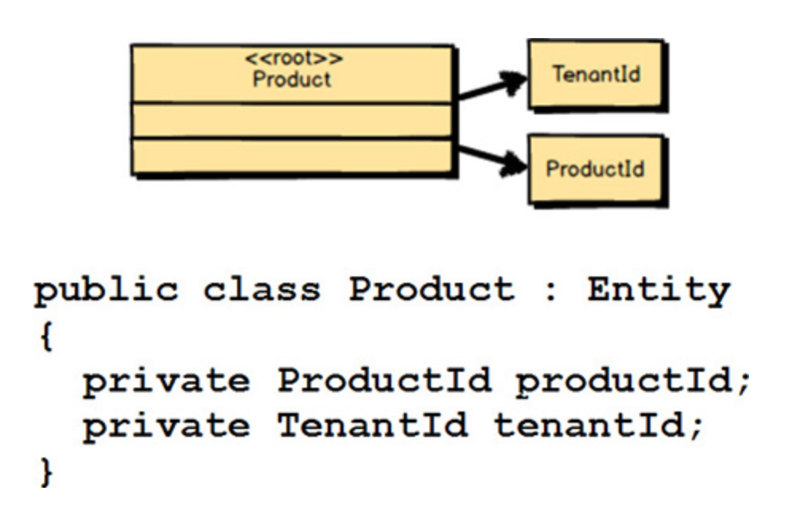 <<root>>
Product
TenantId
ProductId
public class Product : Entity
{
private ProductId productId;
private TenantId tenantId;
}